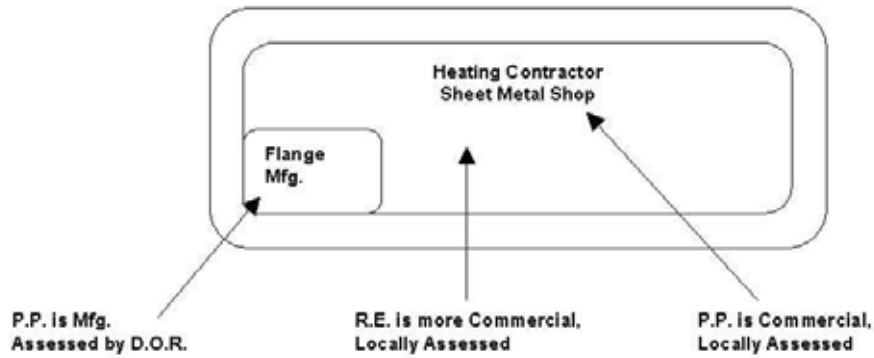 Heating Contractor
Sheet Metal Shop
Flange
Mfg.
P.P. is Mfg.
Assessed by D.O.R.
R.E. is more Commercial,
Locally Assessed
P.P. is Commercial,
Locally Assessed